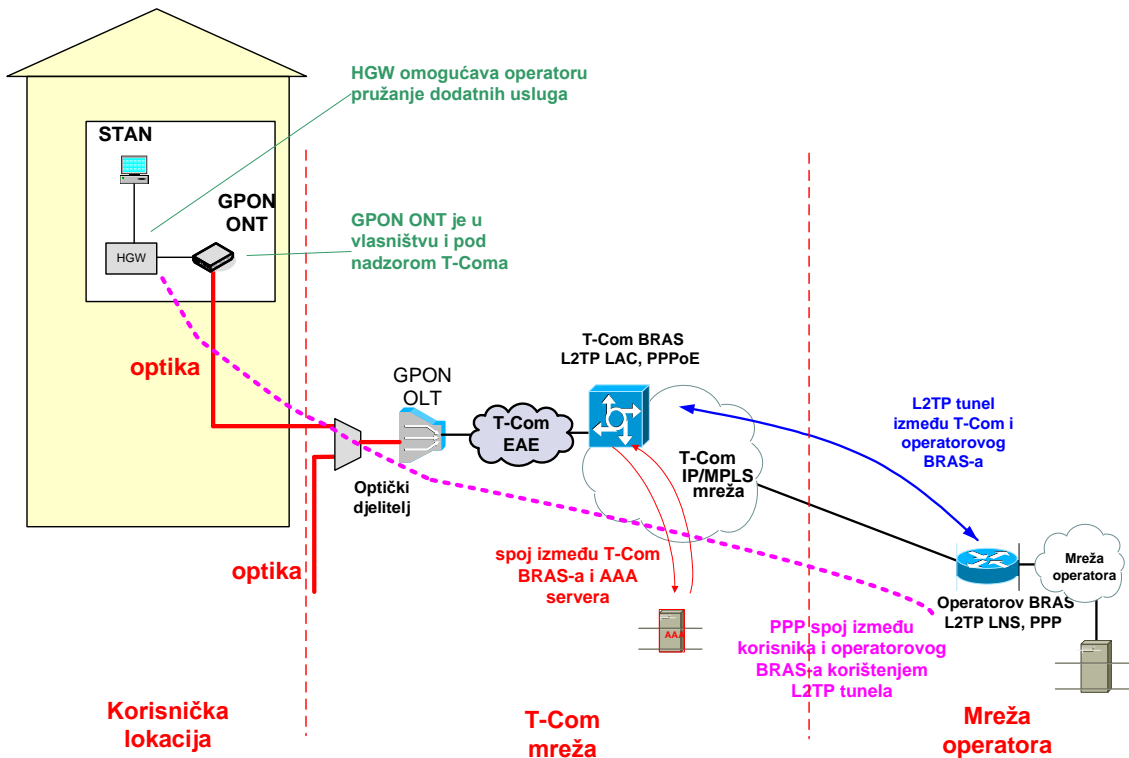 HGW omogućava operatoru
pružanje dodatnih usluga
STAN
GPON
ONT
HGW
GPON ONT je u
vlasništvu i pod
nadzorom T-Coma
optika
optika
Optički
djelitelj
GPON
OLT
T-Com
EAE
T-Com BRAS
L2TP LAC, PPPoE
T-Com
IP/MPLS
mreža
L2TP tunel
između T-Com i
operatorovog
BRAS-a
spoj između T-Com
BRAS-a i AAA
servera
AAA
PPP spoj između
korisnika i operatorovog
BRAS-a korištenjem
L2TP tunela
Operatorov BRAS
L2TP LNS, PPP
Mreža
operatora
Korisnička
lokacija
T-Com
mreža
Mreža
operatora